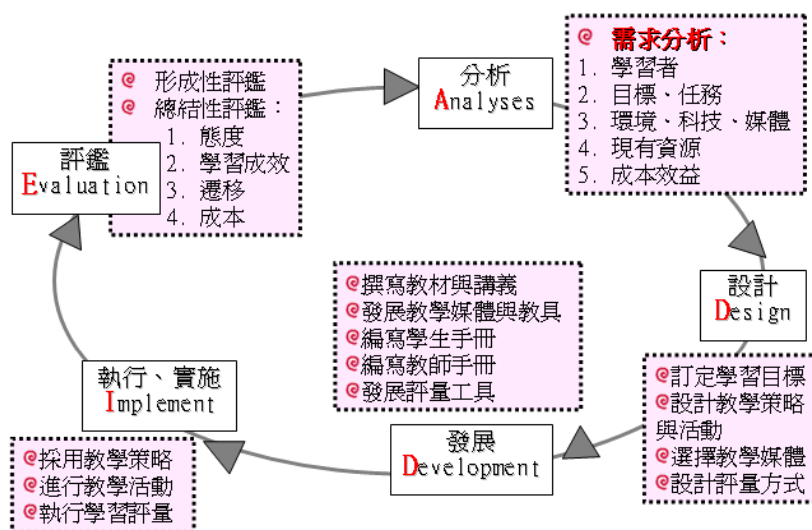 分析
Analyses
需求分析：
1. 學習者
2. 目標、任務
3. 環境、科技、媒體
4. 現有資源
5. 成本效益
設計
Design
訂定學習目標
設計教學策略
與活動
選擇教學媒體
設計評量方式
發展
Development
撰寫教材與講義
發展教學媒體與教具
編寫學生手冊
編寫教師手冊
發展評量工具
執行、實施
Implement
採用教學策略
進行教學活動
執行學習評量
評鑑
Evaluation
形成性評鑑
總結性評鑑：
1. 態度
2. 學習成效
3. 遷移
4. 成本